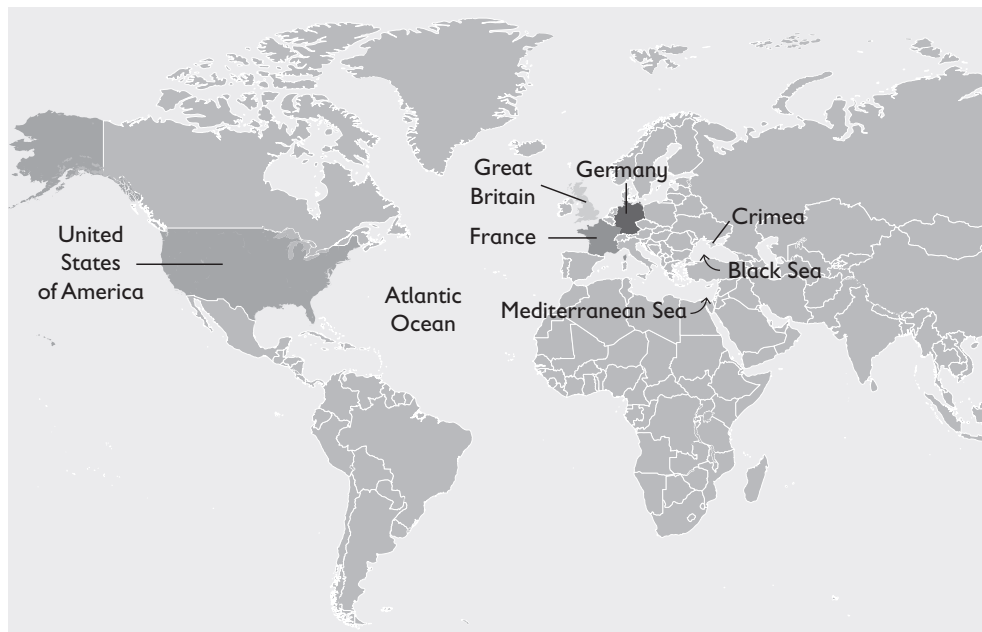 Great
Britain
Germany
Crimea
France
United
States
of America
Black Sea
Atlantic
Ocean
Mediterranean Sea